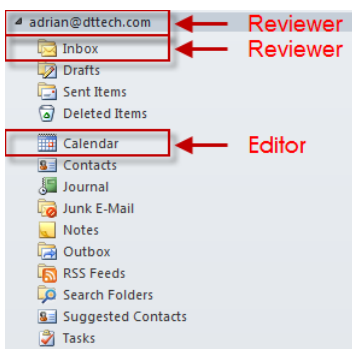 adrian@dttech.com Reviewer
Inbox Reviewer
Drafts
Sent Items
Deleted Items
Calendar Editor
Contacts
Journal
Junk E-Mail
Notes
Outbox
RSS Feeds
Search Folders
Suggested Contacts
Tasks